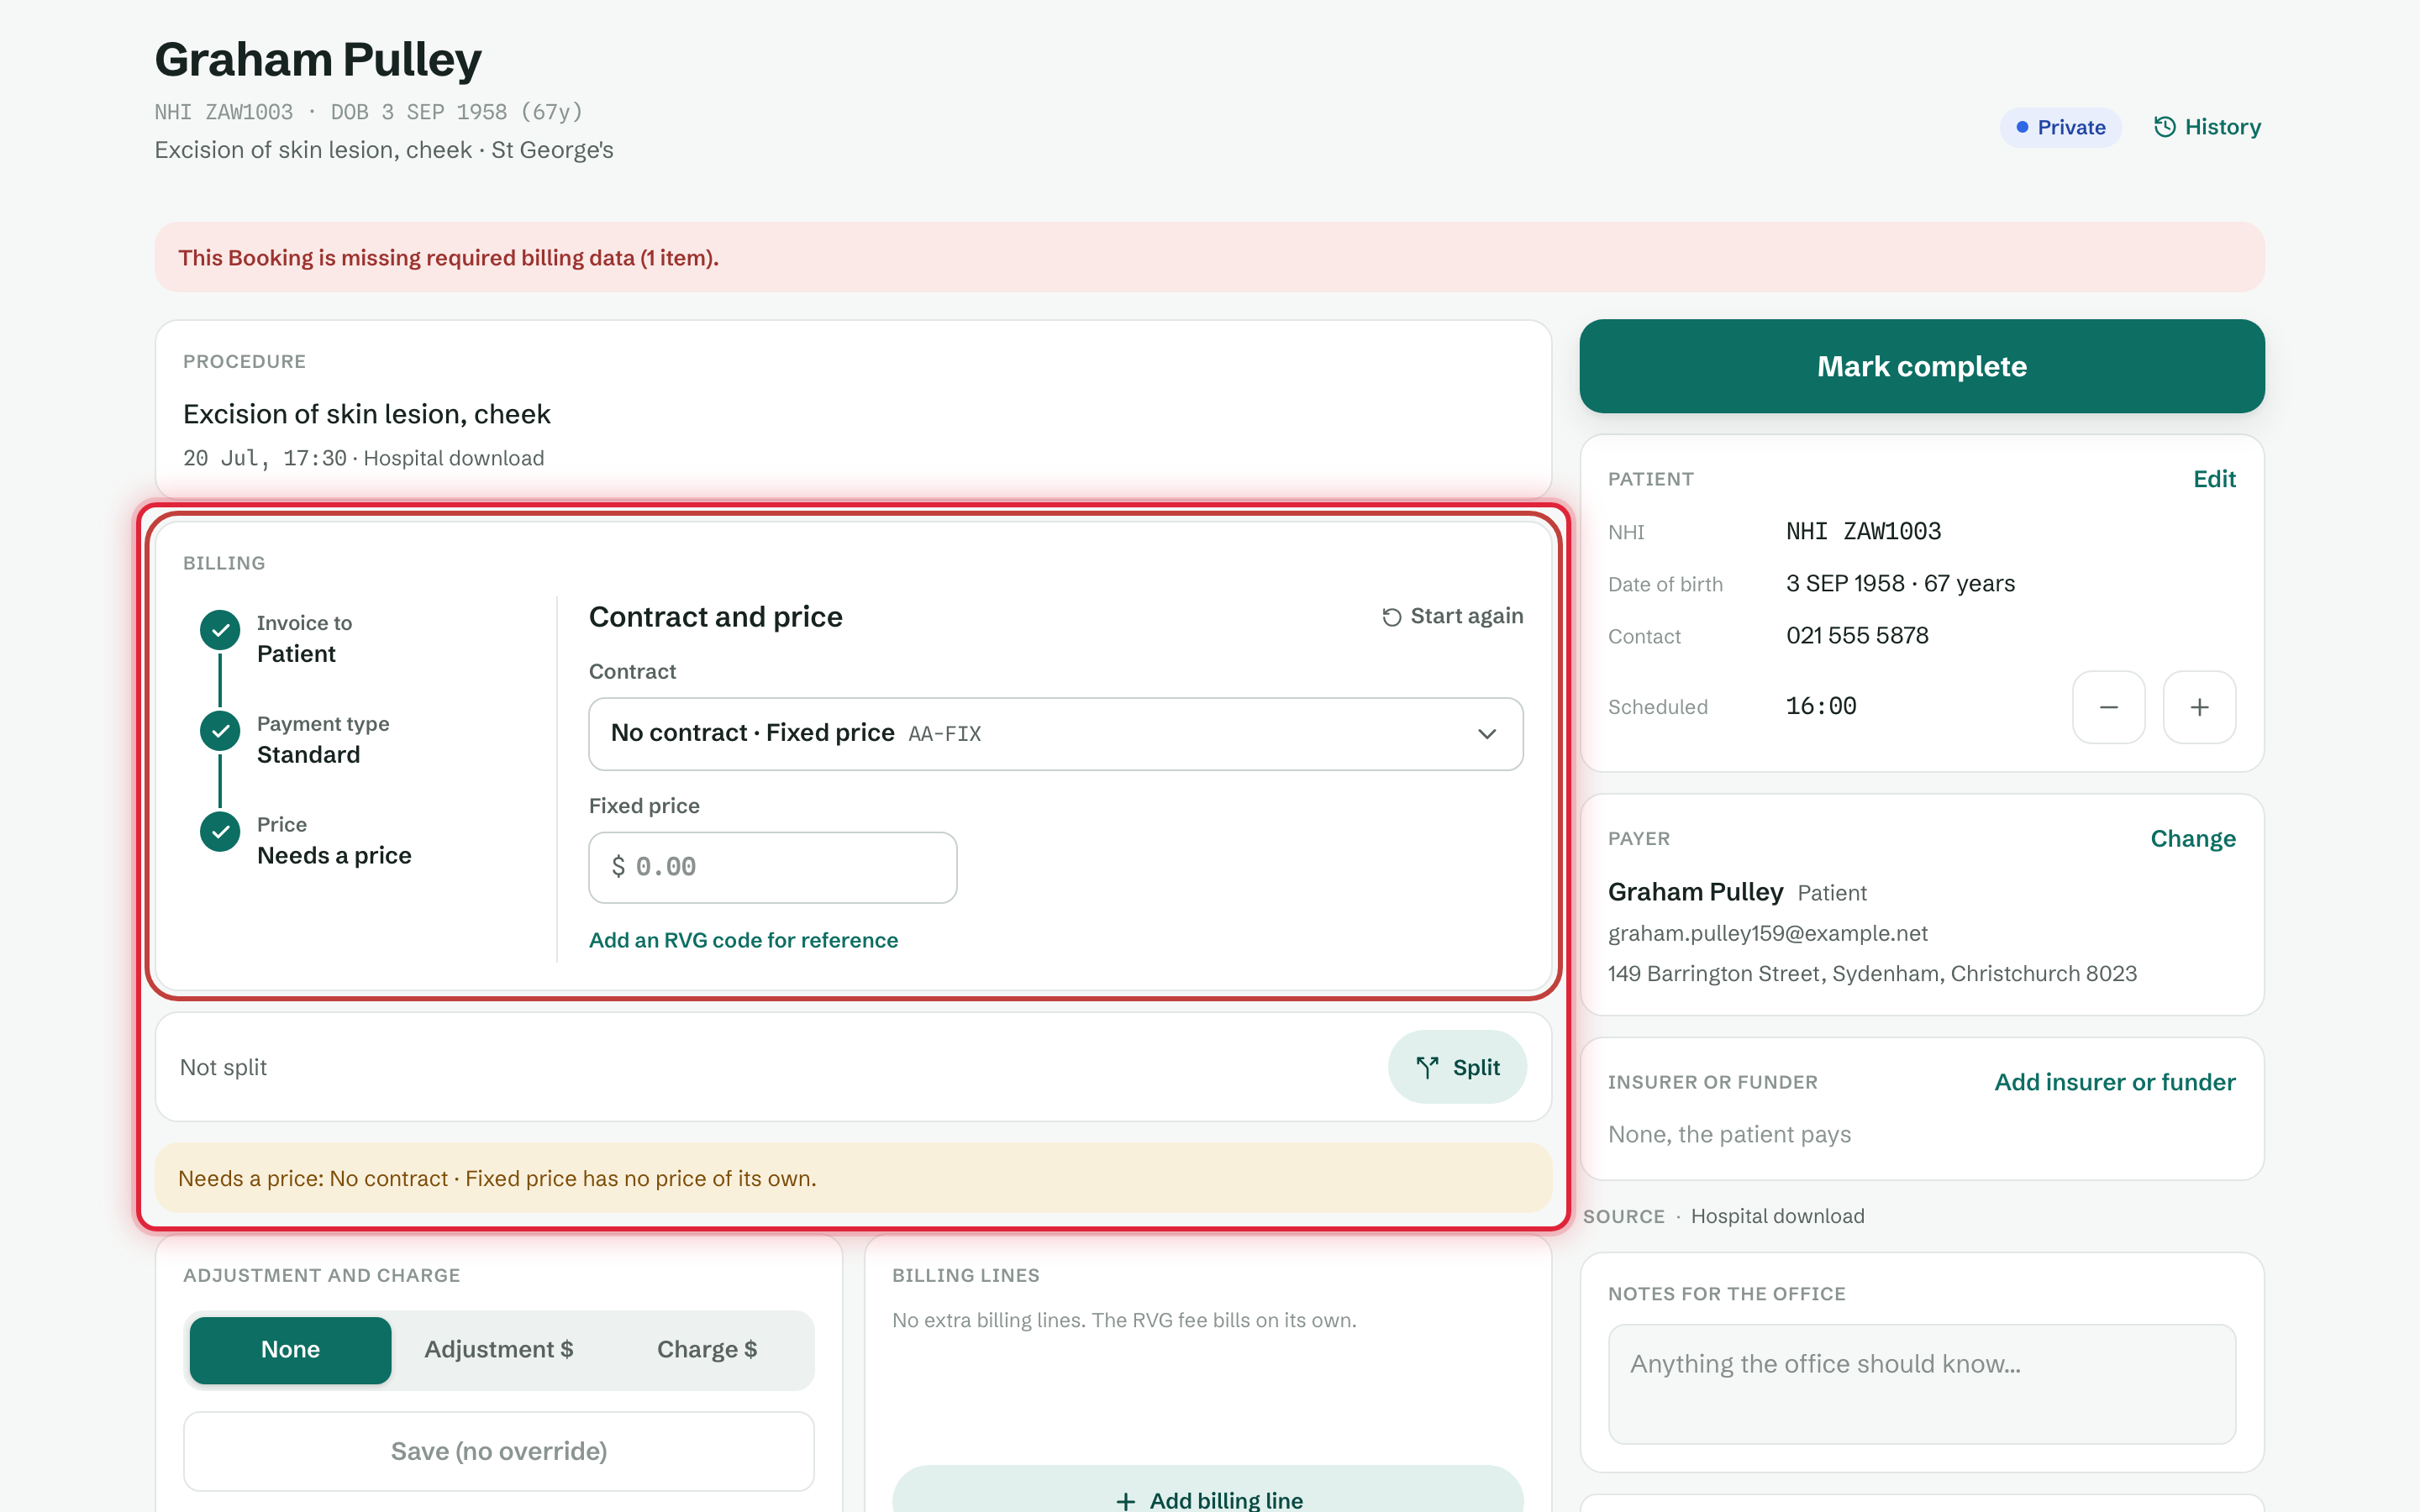 Graham Pulley
NHI ZAW1003 · DOB 3 SEP 1958 (67y)
Excision of skin lesion, cheek · St George's
Private
History
This Booking is missing required billing data (1 item).
PROCEDURE
Excision of skin lesion, cheek
20 Jul, 17:30 · Hospital download
BILLING
Invoice to
Patient
Payment type
Standard
Price
Needs a price
Contract and price
Start again
Contract
No contract · Fixed price AA-FIX
Fixed price
$ 0.00
Add an RVG code for reference
Not split
Split
Needs a price: No contract · Fixed price has no price of its own.
ADJUSTMENT AND CHARGE
None
Adjustment $
Charge $
Save (no override)
BILLING LINES
No extra billing lines. The RVG fee bills on its own.
+ Add billing line
Mark complete
PATIENT
Edit
NHI
NHI ZAW1003
Date of birth
3 SEP 1958 · 67 years
Contact
021 555 5878
Scheduled
16:00
PAYER
Change
Graham Pulley Patient
graham.pulley159@example.net
149 Barrington Street, Sydenham, Christchurch 8023
INSURER OR FUNDER
Add insurer or funder
None, the patient pays
SOURCE · Hospital download
NOTES FOR THE OFFICE
Anything the office should know...